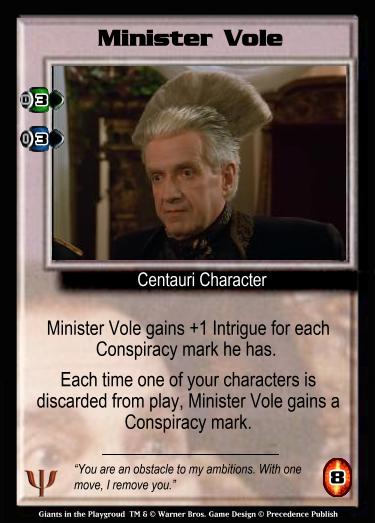 Minister Vole
D 3
I 3
Centauri Character
Minister Vole gains +1 Intrigue for each
Conspiracy mark he has.
Each time one of your characters is
discarded from play, Minister Vole gains a
Conspiracy mark.
"You are an obstacle to my ambitions. With one
move, I remove you."
8
Giants in the Playgroud TM & © Warner Bros. Game Design © Precedence Publish